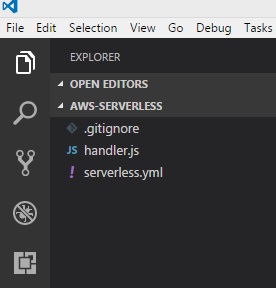 File Edit Selection View Go Debug Tasks
EXPLORER
OPEN EDITORS
AWS-SERVERLESS
.gitignore
JS handler.js
! serverless.yml